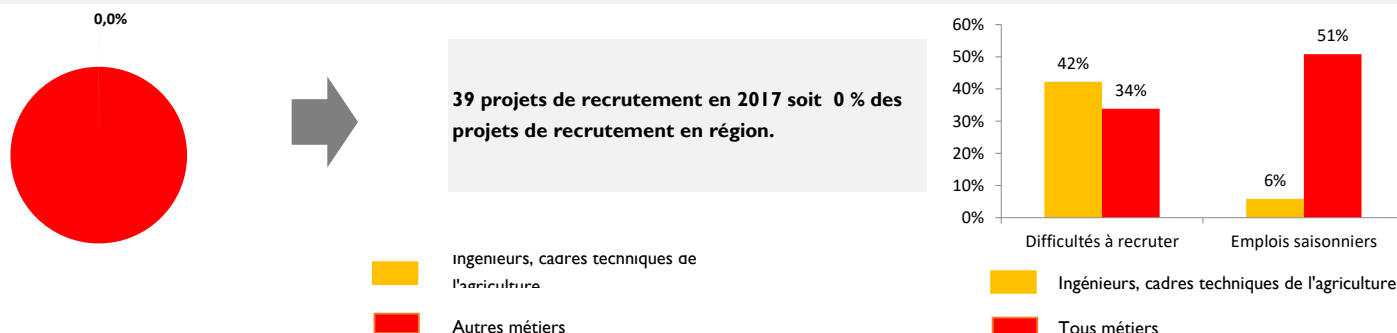 0,0%
39 projets de recrutement en 2017 soit 0 % des
projets de recrutement en région.
Ingénieurs, cadres techniques de
l'agriculture
Autres métiers
60%
50%
40%
30%
20%
10%
0%
42%
34%
6%
51%
Difficultés à recruter
Emplois saisonniers
Ingénieurs, cadres techniques de l'agriculture
Tous métiers